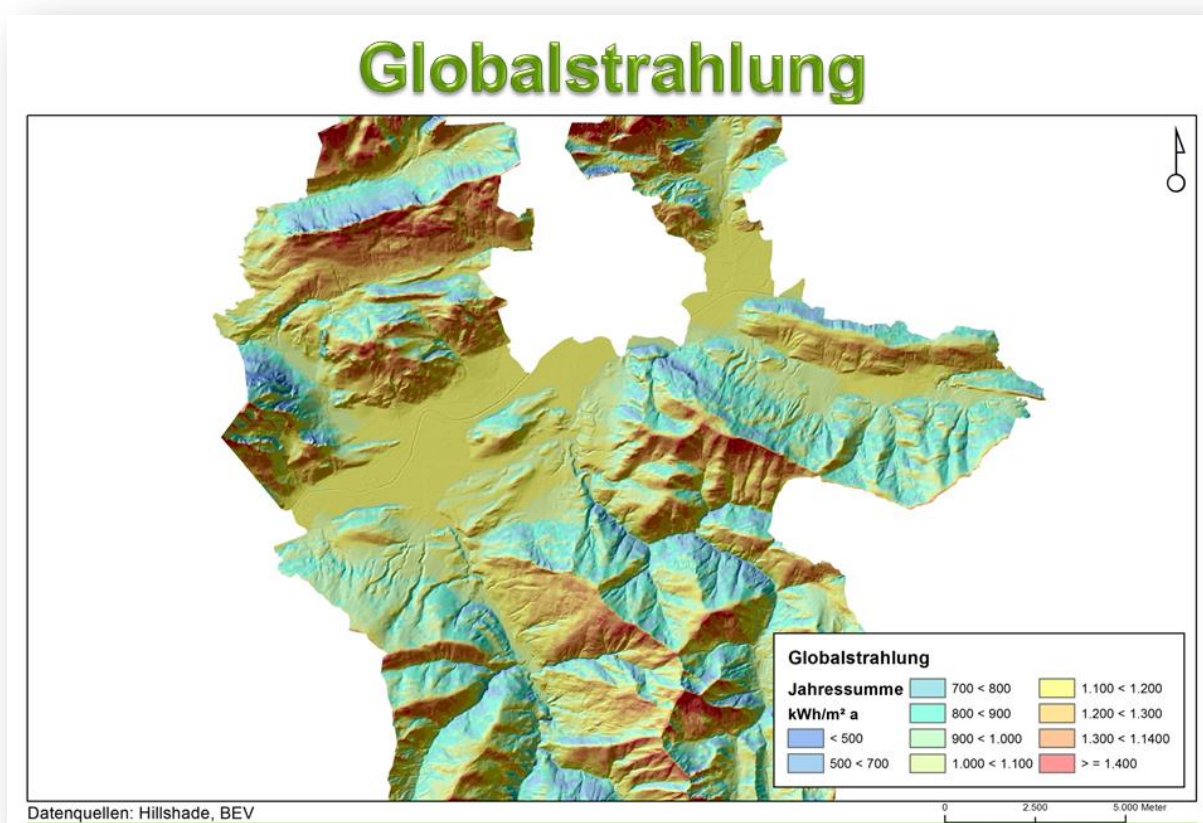 Globalstrahlung
Globalstrahlung
Jahressumme
kWh/m² a
< 500
500 < 700
700 < 800
800 < 900
900 < 1.000
1.000 < 1.100
1.100 < 1.200
1.200 < 1.300
1.300 < 1.1400
> = 1.400
Datenquellen: Hillshade, BEV
0 2.500 5.000 Meter